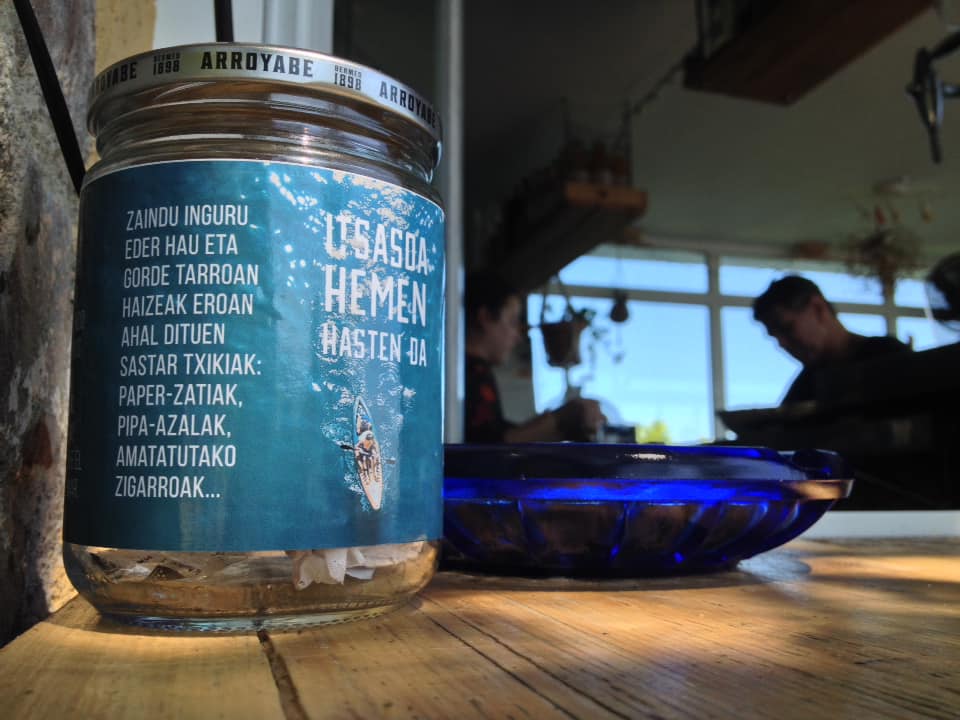 ARROYABE BERMEO 1898 ARROYABE BERMEO 1898 ARROYABE
ZAINDU INGURU
EDER HAU ETA
GORDE TARROAN
HAIZEAK EROAN
AHAL DITUEN
SASTAR TXIKIAK:
PAPER-ZATIAK,
PIPA-AZALAK,
AMATATUTAKO
ZIGARROAK...
ITSASOA
HEMEN
HASTEN DA